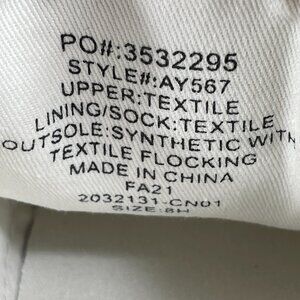 PO#:3532295
STYLE#:AY567
UPPER:TEXTILE
LINING/SOCK:TEXTILE
OUTSOLE:SYNTHETIC WITH
TEXTILE FLOCKING
MADE IN CHINA
FA21
2032131-CN01
SIZE:8H